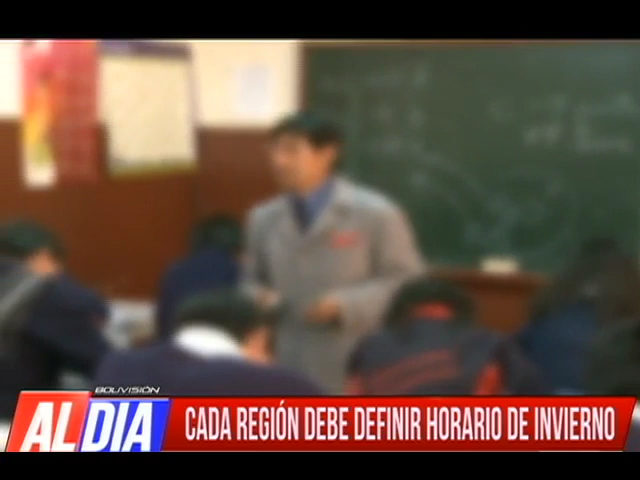 BOLIVISIÓN
AL DIA
CADA REGIÓN DEBE DEFINIR HORARIO DE INVIERNO